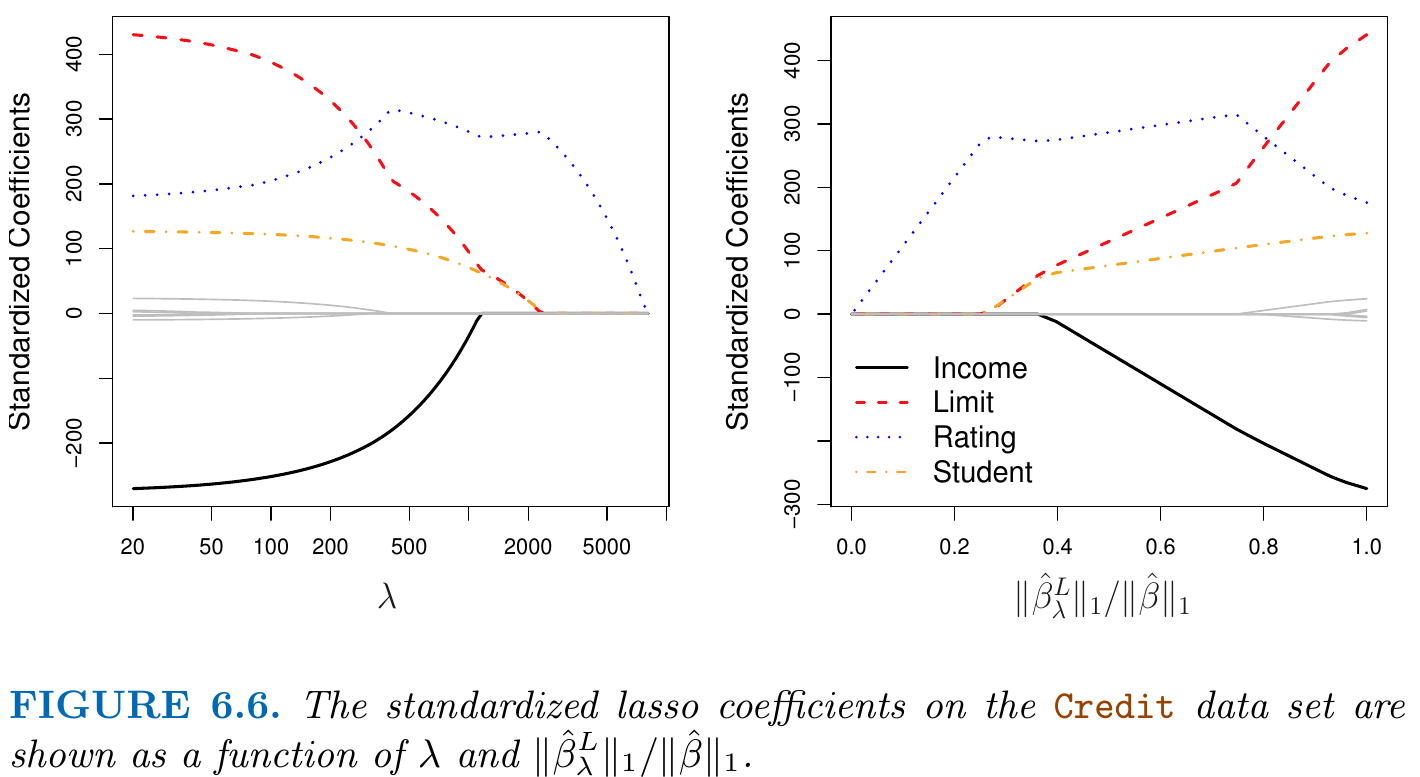 Standardized Coefficients
400
300
200
100
0
−200
20 50 100 200 500 2000 5000
λ
Standardized Coefficients
400
300
200
100
0
−100
−300
Income
Limit
Rating
Student
0.0 0.2 0.4 0.6 0.8 1.0
‖β̂λᴸ‖₁/‖β̂‖₁
FIGURE 6.6. The standardized lasso coefficients on the Credit data set are
shown as a function of λ and ‖β̂λᴸ‖₁/‖β̂‖₁.